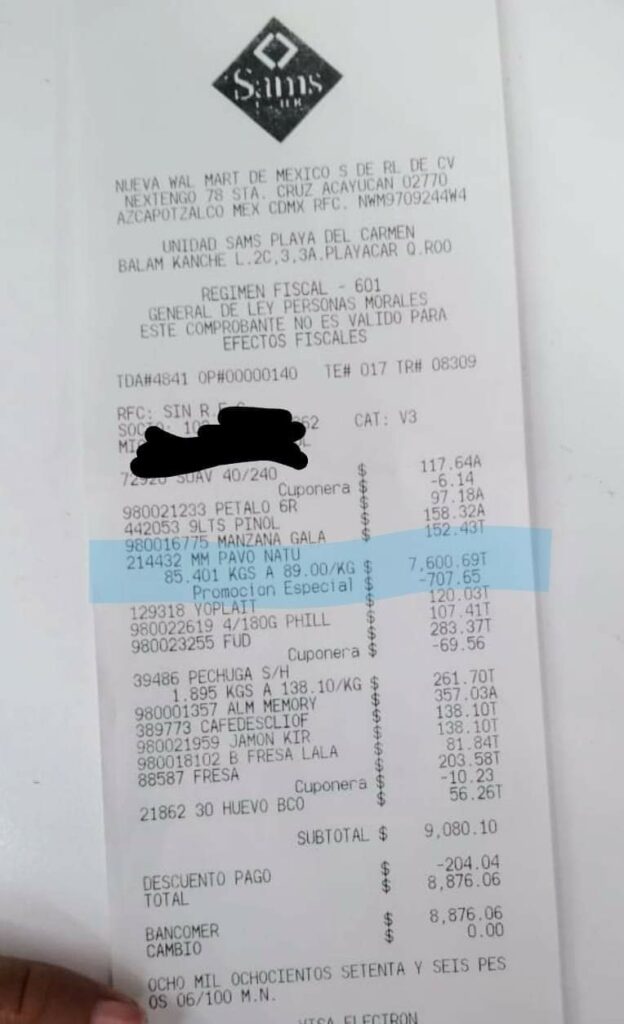 Sams
CLUB
NUEVA WAL MART DE MEXICO S DE RL DE CV
NEXTENGO 78 STA. CRUZ ACAYUCAN 02770
AZCAPOTZALCO MEX CDMX RFC. NWM9709244W4
UNIDAD SAMS PLAYA DEL CARMEN
BALAM KANCHE L.2C,3,3A.PLAYACAR Q.ROO
REGIMEN FISCAL - 601
GENERAL DE LEY PERSONAS MORALES
ESTE COMPROBANTE NO ES VALIDO PARA
EFECTOS FISCALES
TDA#4841 OP#00000140 TE# 017 TR# 08309
RFC: SIN R.F.C
SOCIO: 10 62 CAT: V3
72920 SUAV 40/240 $ 117.64A
Cuponera $ -6.14
980021233 PETALO 6R $ 97.18A
442053 9LTS PINOL $ 158.32A
980016775 MANZANA GALA $ 152.43T
214432 MM PAVO NATU
85.401 KGS A 89.00/KG $ 7,600.69T
Promocion Especial $ -707.65
129318 YOPLAIT $ 120.03T
980022619 4/180G PHILL $ 107.41T
980023255 FUD $ 283.37T
Cuponera $ -69.56
39486 PECHUGA S/H
1.895 KGS A 138.10/KG $ 261.70T
980001357 ALM MEMORY $ 357.03A
389773 CAFEDESCLIOF $ 138.10T
980021959 JAMON KIR $ 138.10T
980018102 B FRESA LALA $ 81.84T
88587 FRESA $ 203.58T
Cuponera $ -10.23
21862 30 HUEVO BCO $ 56.26T
SUBTOTAL $ 9,080.10
DESCUENTO PAGO $ -204.04
TOTAL $ 8,876.06
BANCOMER $ 8,876.06
CAMBIO $ 0.00
OCHO MIL OCHOCIENTOS SETENTA Y SEIS PES
OS 06/100 M.N.
VISA ELECTRON